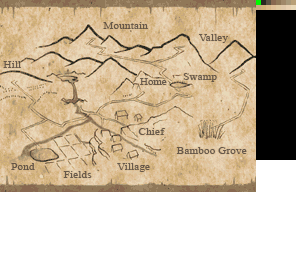 Mountain
Valley
Hill
Home
Swamp
Chief
Bamboo Grove
Pond
Village
Fields